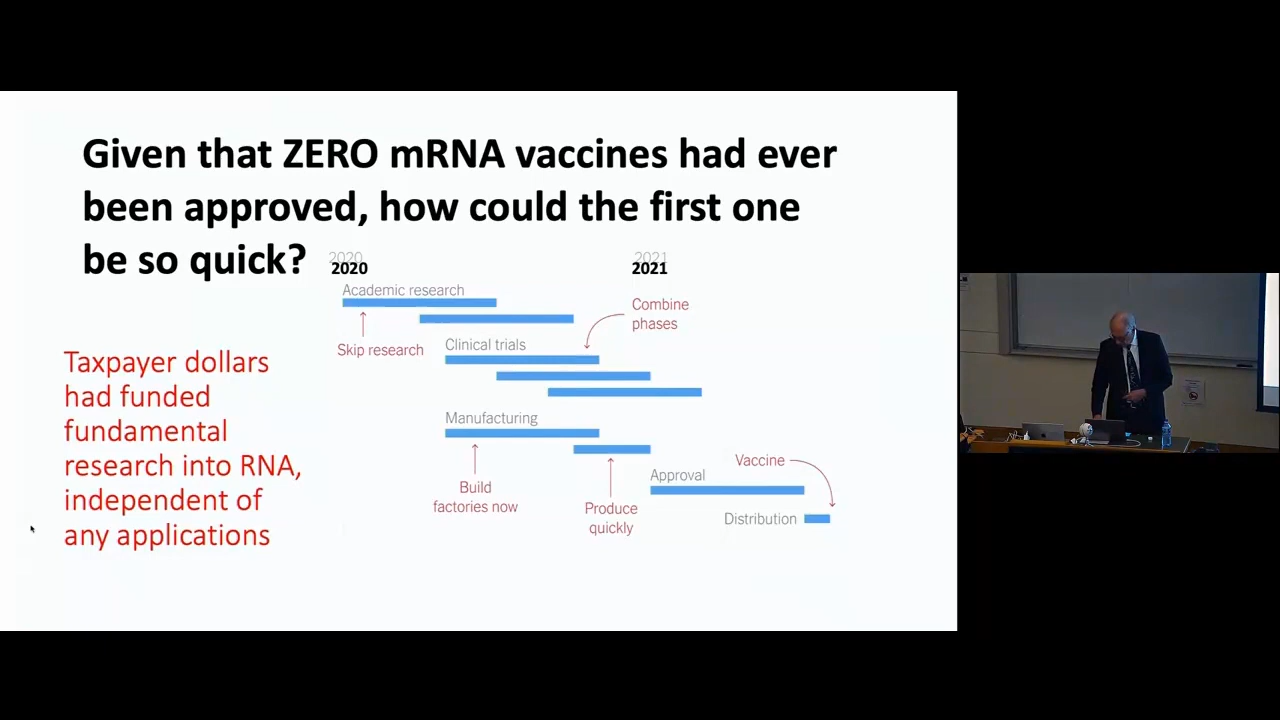 Given that ZERO mRNA vaccines had ever
been approved, how could the first one
be so quick?
2020
2020
2021
2021
Academic research
Skip research
Combine
phases
Clinical trials
Manufacturing
Build
factories now
Produce
quickly
Approval
Vaccine
Distribution
Taxpayer dollars
had funded
fundamental
research into RNA,
independent of
any applications